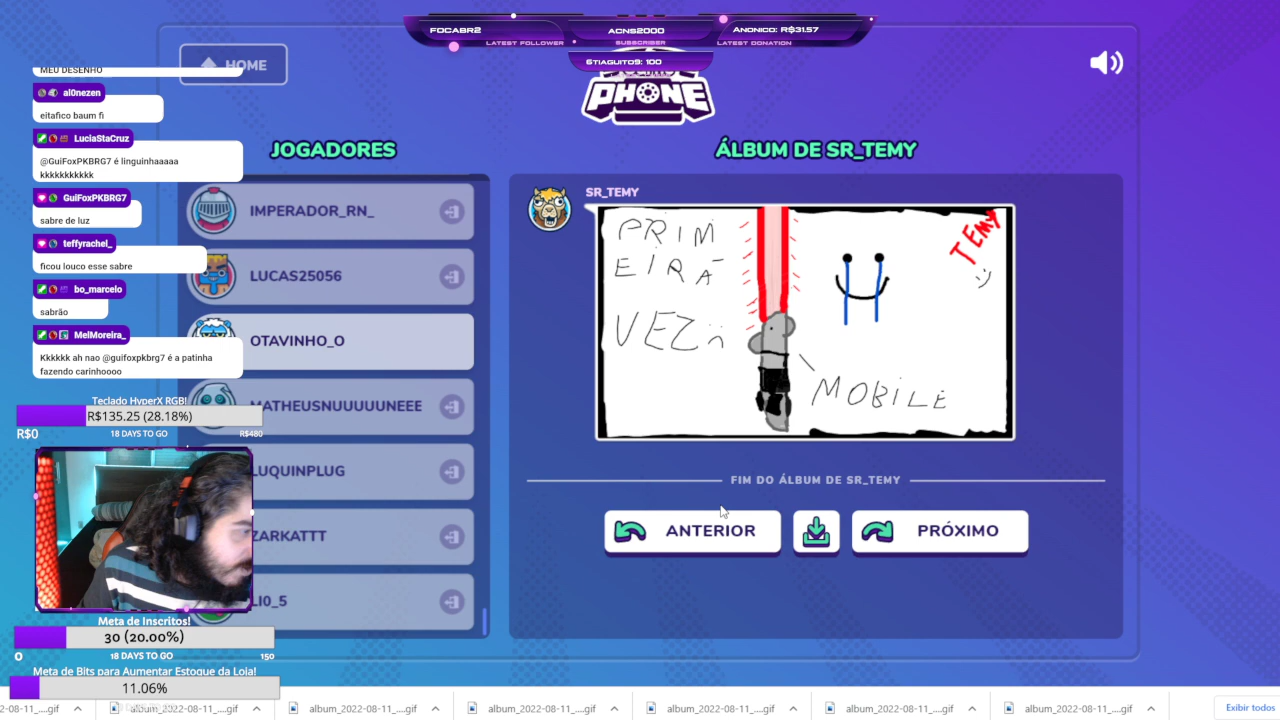 FOCABR2
LATEST FOLLOWER
ACNS2000
SUBSCRIBER
ANONICO: R$31.57
LATEST DONATION
6TIAGUITO9: 100
HOME
PHONE
MEU DESENHO
al0nezen
eitafico baum fi
LuciaStaCruz
@GuiFoxPKBRG7 é linguinhaaaaa
kkkkkkkkkkk
GuiFoxPKBRG7
sabre de luz
teffyrachel_
ficou louco esse sabre
bo_marcelo
sabrão
MelMoreira_
Kkkkkk ah nao @guifoxpkbrg7 é a patinha
fazendo carinhoooo
Teclado HyperX RGB!
R$135.25 (28.18%)
R$0
18 DAYS TO GO
R$480
Meta de Inscritos!
30 (20.00%)
0
18 DAYS TO GO
150
Meta de Bits para Aumentar Estoque da Loja!
11.06%
JOGADORES
IMPERADOR_RN_
LUCAS25056
OTAVINHO_O
MATHEUSNUUUUUNEEE
LUQUINPLUG
ZARKATTT
LI0_5
ÁLBUM DE SR_TEMY
SR_TEMY
PRIM
EIRA
VEZ
MOBILE
TEMY
:)
FIM DO ÁLBUM DE SR_TEMY
ANTERIOR
PRÓXIMO
22-08-11_....gif
album_2022-08-11_....gif
album_2022-08-11_....gif
album_2022-08-11_....gif
album_2022-08-11_....gif
album_2022-08-11_....gif
album_2022-08-11_....gif
Exibir todos